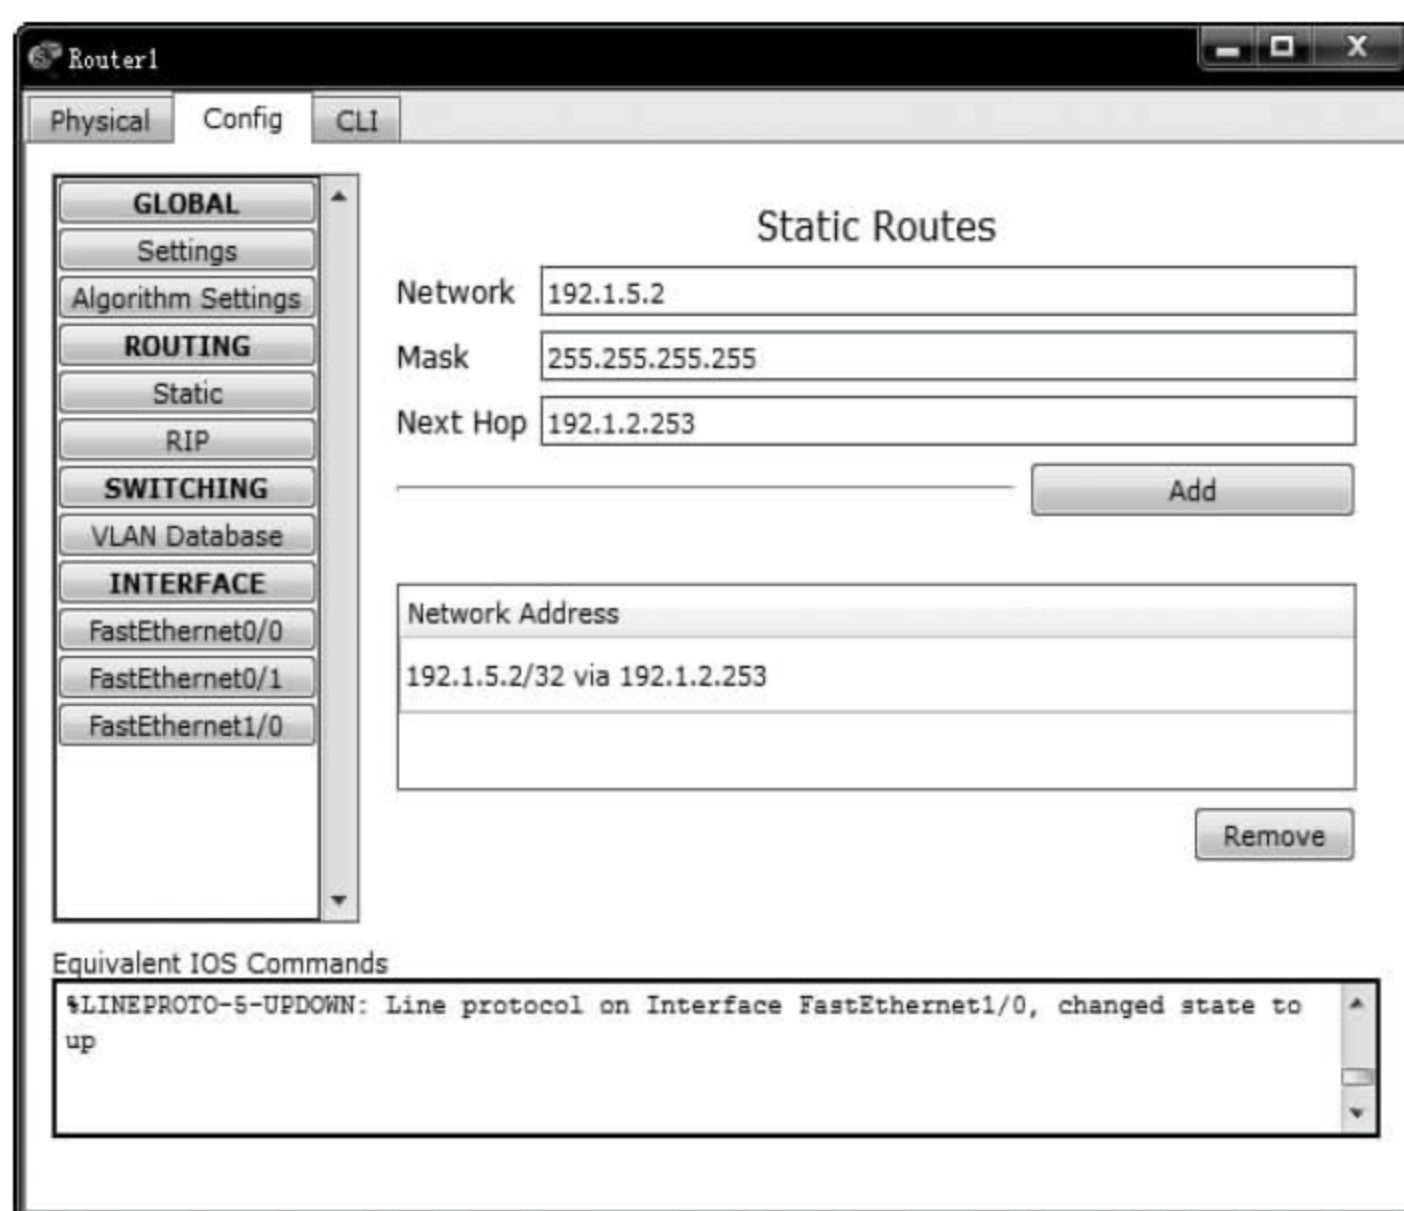 Router1
X
Physical
Config
CLI
GLOBAL
Settings
Algorithm Settings
ROUTING
Static
RIP
SWITCHING
VLAN Database
INTERFACE
FastEthernet0/0
FastEthernet0/1
FastEthernet1/0
Static Routes
Network 192.1.5.2
Mask 255.255.255.255
Next Hop 192.1.2.253
Add
Network Address
192.1.5.2/32 via 192.1.2.253
Remove
Equivalent IOS Commands
%LINEPROTO-5-UPDOWN: Line protocol on Interface FastEthernet1/0, changed state to
up